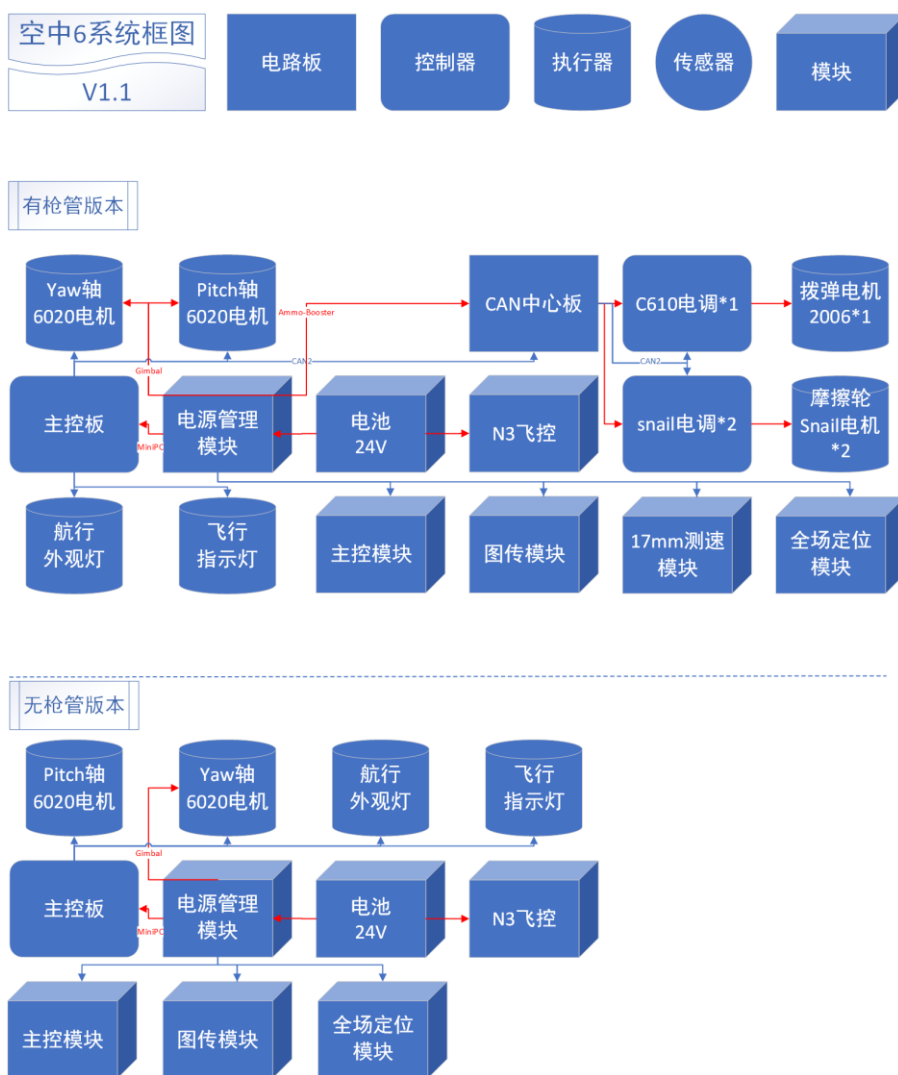 空中6系统框图
V1.1
电路板
控制器
执行器
传感器
模块
有枪管版本
Yaw轴
6020电机
Pitch轴
6020电机
Ammo-Booster
CAN中心板
C610电调*1
拨弹电机
2006*1
Gimbal
CAN2
CAN2
主控板
MiniPC
电源管理
模块
电池
24V
N3飞控
snail电调*2
摩擦轮
Snail电机
*2
航行
外观灯
飞行
指示灯
主控模块
图传模块
17mm测速
模块
全场定位
模块
无枪管版本
Pitch轴
6020电机
Yaw轴
6020电机
航行
外观灯
飞行
指示灯
Gimbal
主控板
MiniPC
电源管理
模块
电池
24V
N3飞控
主控模块
图传模块
全场定位
模块